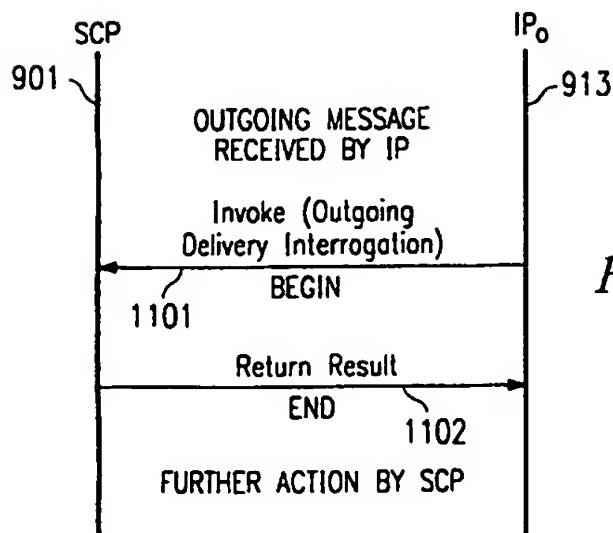 SCP
IP₀
901
913
OUTGOING MESSAGE
RECEIVED BY IP
Invoke (Outgoing
Delivery Interrogation)
BEGIN
1101
Return Result
END
1102
FURTHER ACTION BY SCP